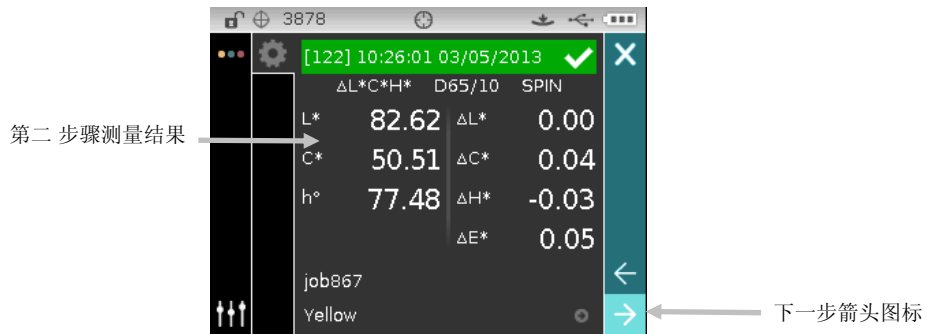 3878
[122] 10:26:01 03/05/2013
ΔL*C*H* D65/10 SPIN
L* 82.62 ΔL* 0.00
第二 步骤测量结果
C* 50.51 ΔC* 0.04
h° 77.48 ΔH* -0.03
ΔE* 0.05
job867
Yellow
下一步箭头图标